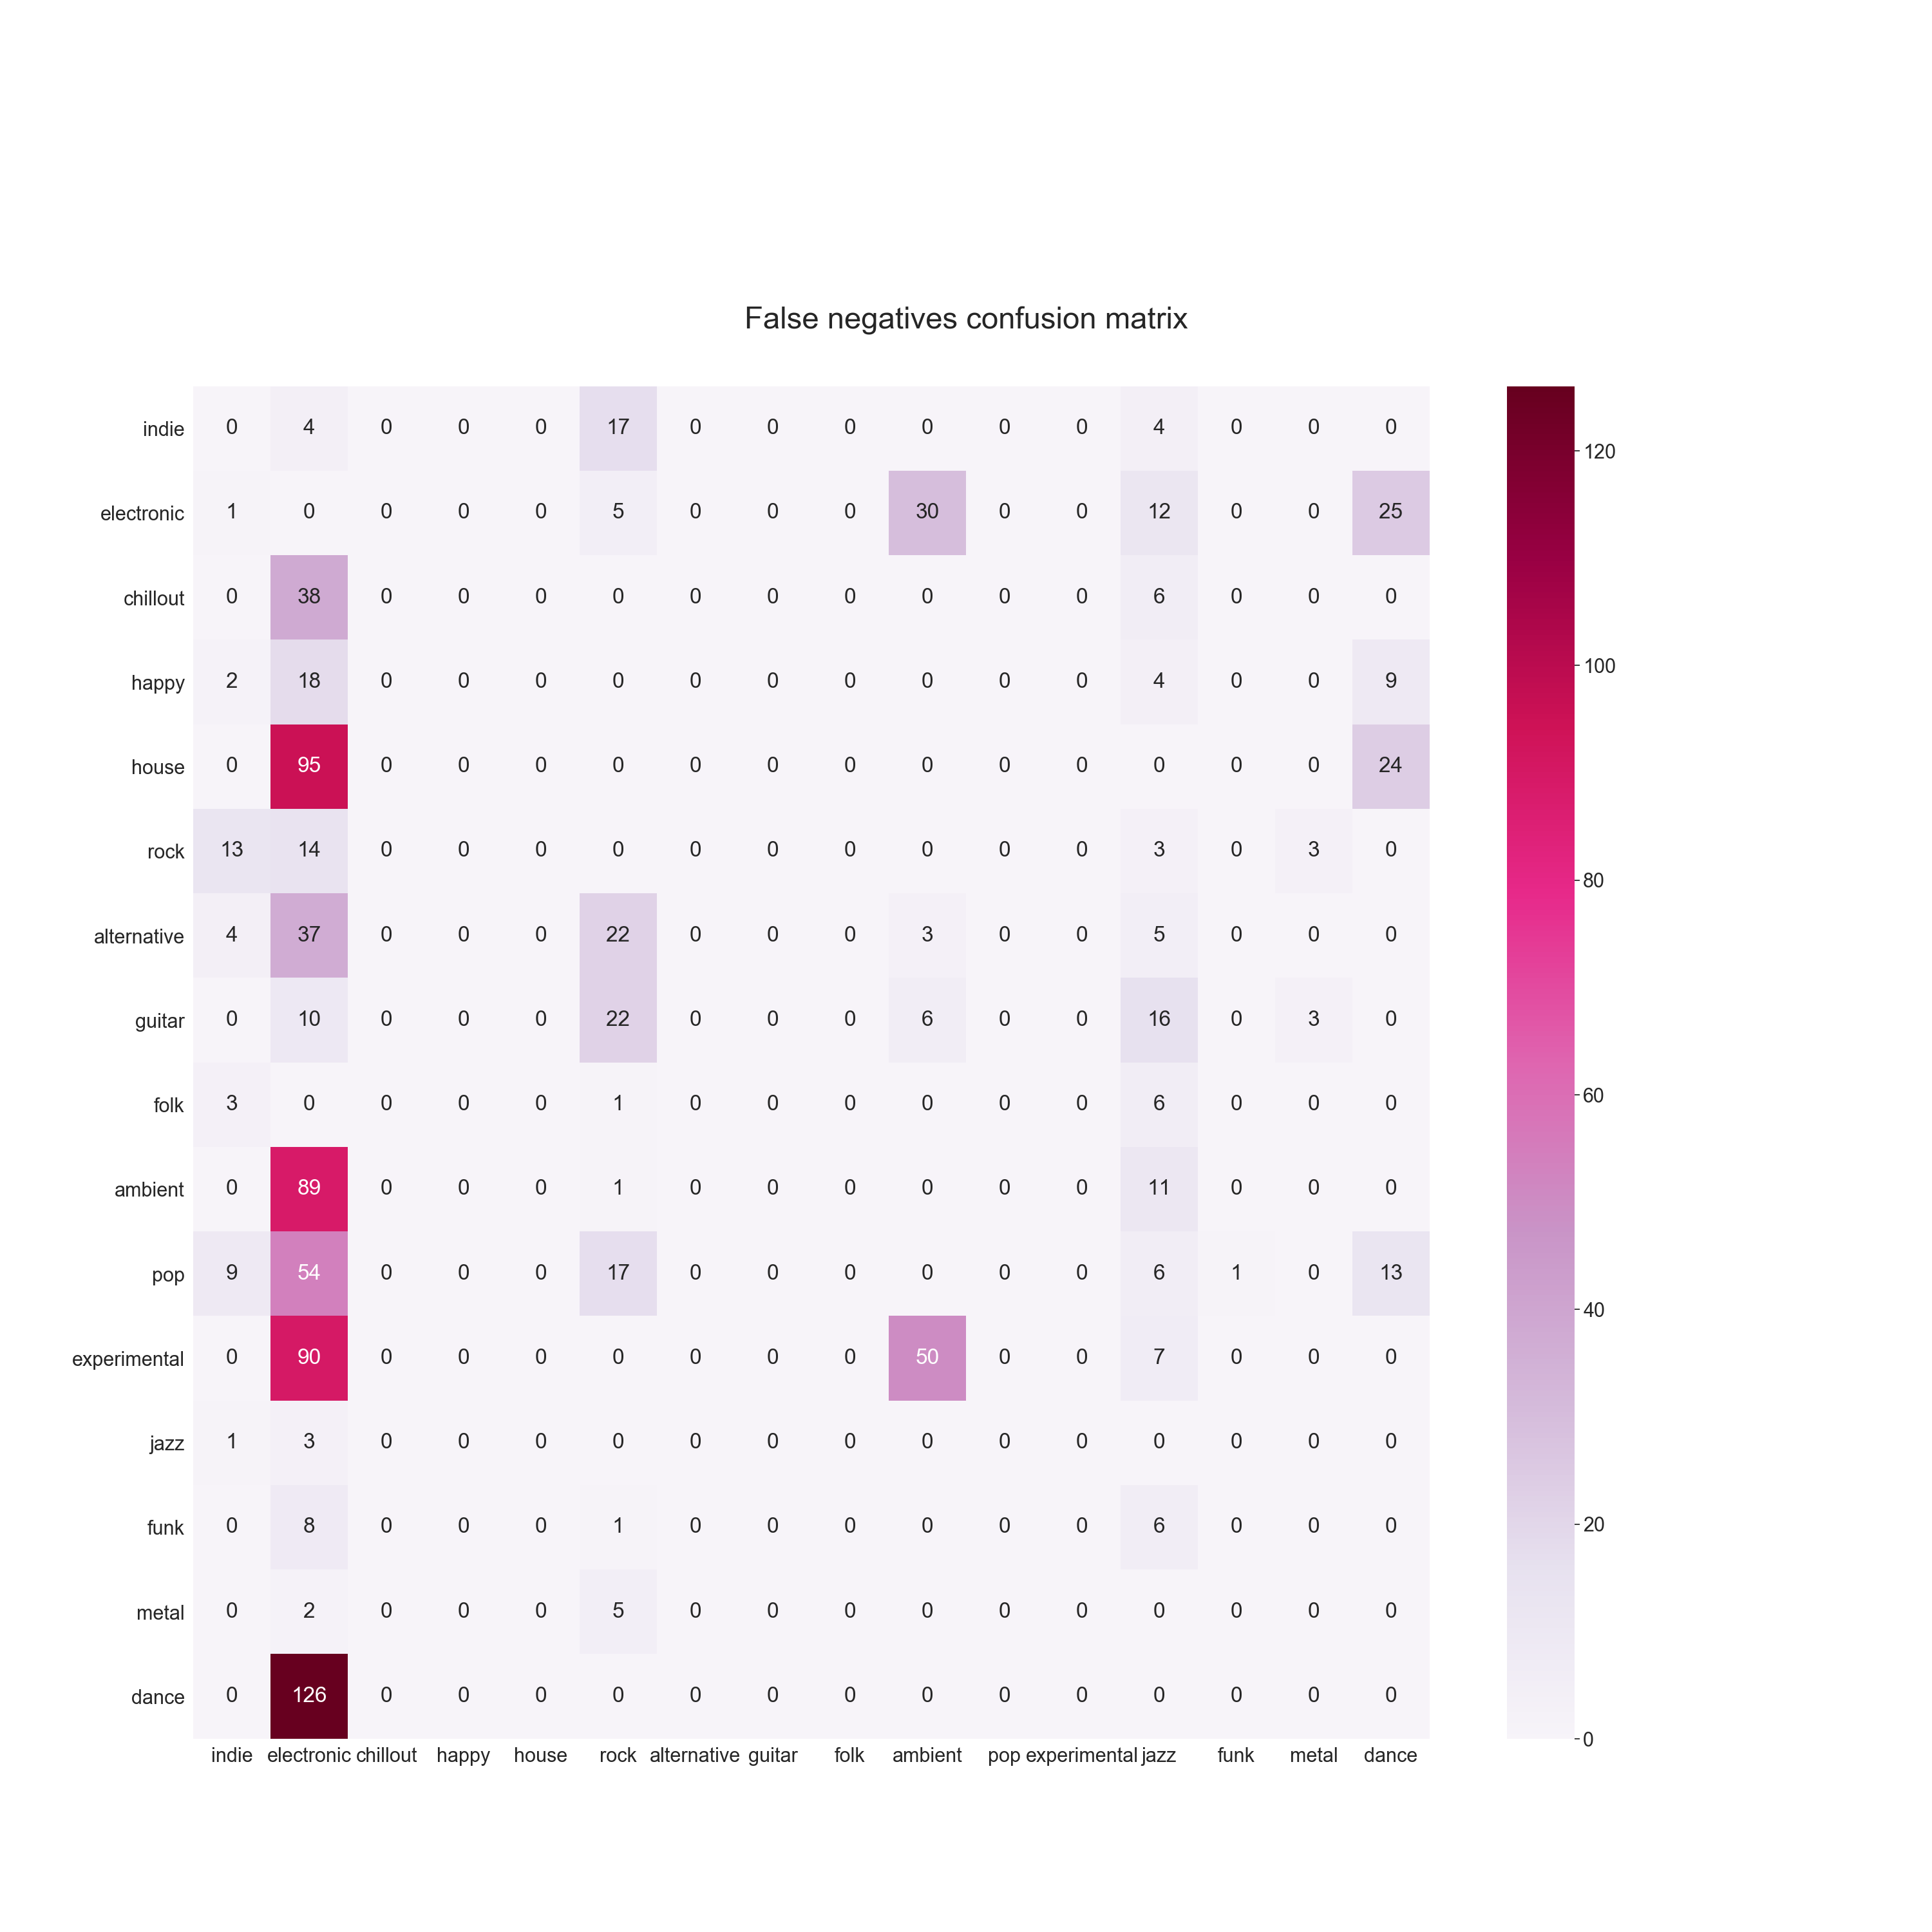 False negatives confusion matrix
indie 0 4 0 0 0 17 0 0 0 0 0 0 4 0 0 0
120
electronic 1 0 0 0 0 5 0 0 0 30 0 0 12 0 0 25
chillout 0 38 0 0 0 0 0 0 0 0 0 0 6 0 0 0
100
happy 2 18 0 0 0 0 0 0 0 0 0 0 4 0 0 9
house 0 95 0 0 0 0 0 0 0 0 0 0 0 0 0 24
rock 13 14 0 0 0 0 0 0 0 0 0 0 3 0 3 0
80
alternative 4 37 0 0 0 22 0 0 0 3 0 0 5 0 0 0
guitar 0 10 0 0 0 22 0 0 0 6 0 0 16 0 3 0
60
folk 3 0 0 0 0 1 0 0 0 0 0 0 6 0 0 0
ambient 0 89 0 0 0 1 0 0 0 0 0 0 11 0 0 0
pop 9 54 0 0 0 17 0 0 0 0 0 0 6 1 0 13
40
experimental 0 90 0 0 0 0 0 0 0 50 0 0 7 0 0 0
jazz 1 3 0 0 0 0 0 0 0 0 0 0 0 0 0 0
20
funk 0 8 0 0 0 1 0 0 0 0 0 0 6 0 0 0
metal 0 2 0 0 0 5 0 0 0 0 0 0 0 0 0 0
dance 0 126 0 0 0 0 0 0 0 0 0 0 0 0 0 0
0
indie electronic chillout happy house rock alternative guitar folk ambient pop experimental jazz funk metal dance